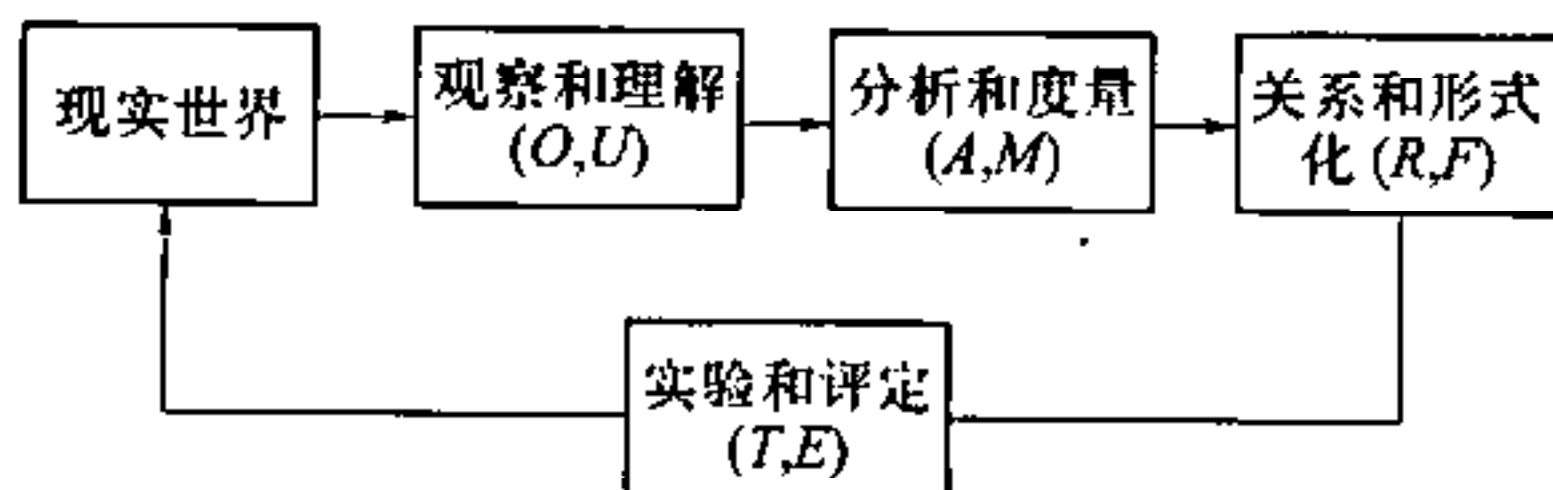 现实世界
观察和理解
(O,U)
分析和度量
(A,M)
关系和形式
化 (R,F)
实验和评定
(T,E)